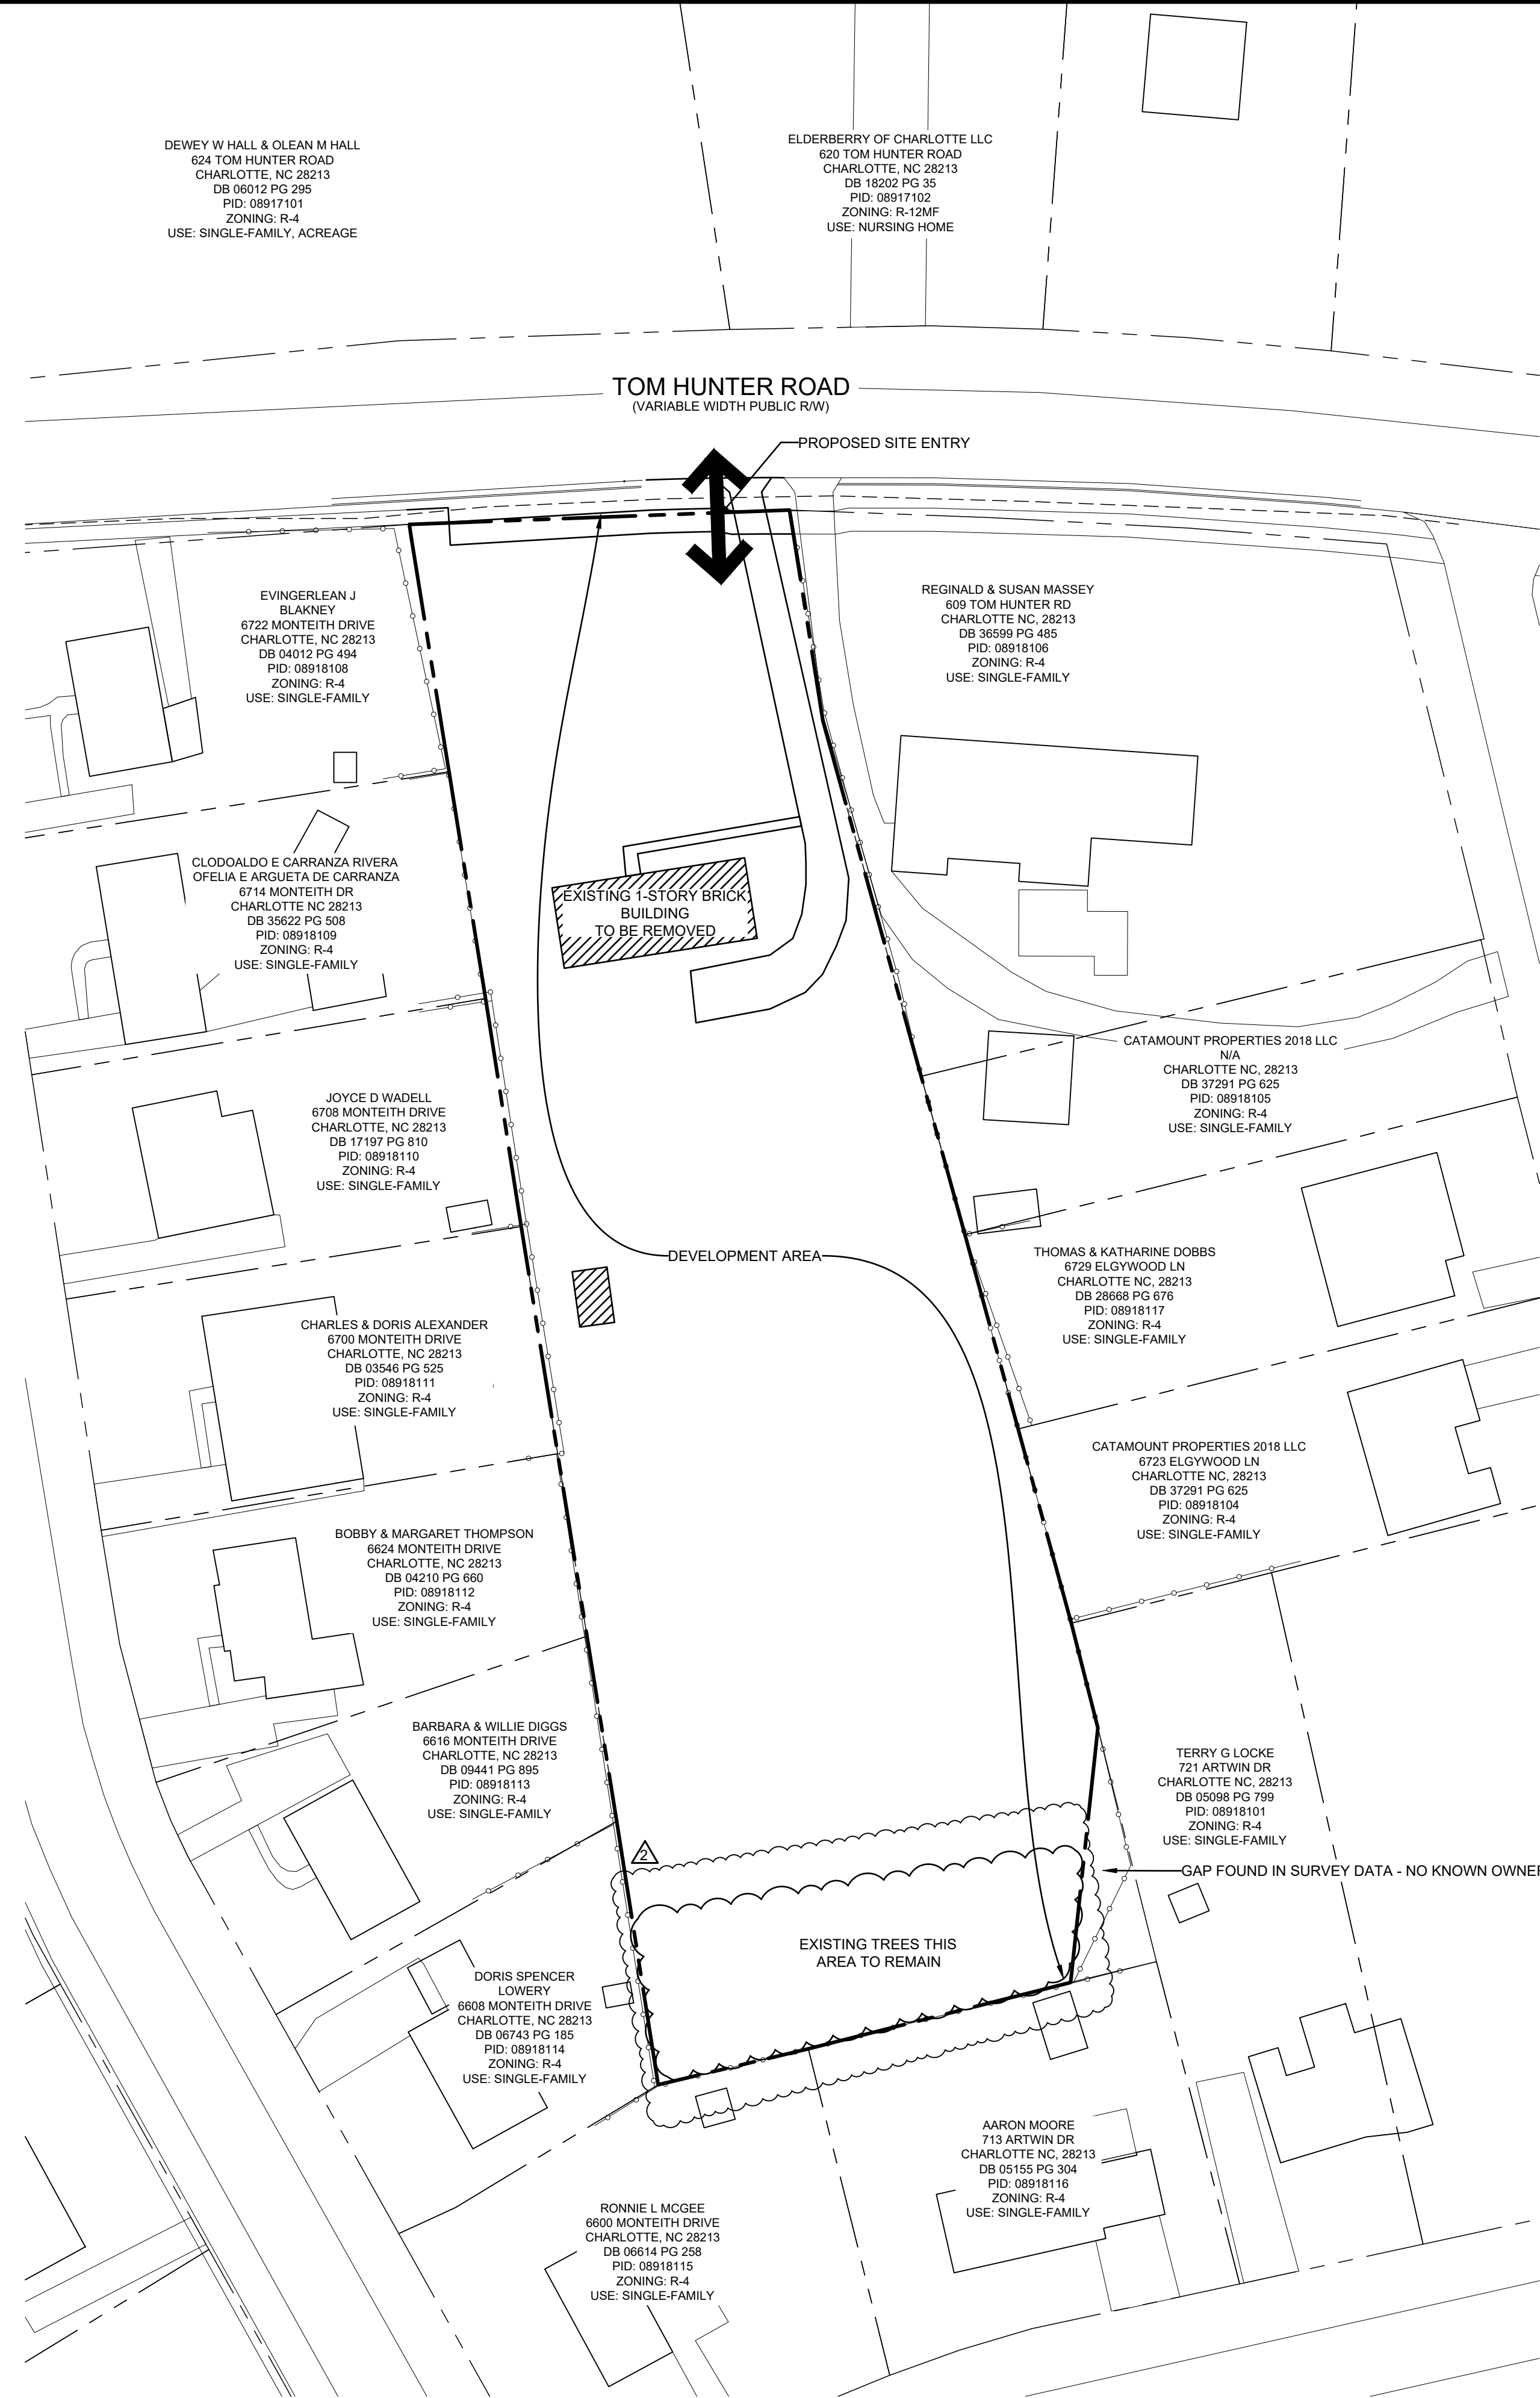 DEWEY W HALL & OLEAN M HALL
624 TOM HUNTER ROAD
CHARLOTTE, NC 28213
DB 06012 PG 295
PID: 08917101
ZONING: R-4
USE: SINGLE-FAMILY, ACREAGE
ELDERBERRY OF CHARLOTTE LLC
620 TOM HUNTER ROAD
CHARLOTTE, NC 28213
DB 18202 PG 35
PID: 08917102
ZONING: R-12MF
USE: NURSING HOME
TOM HUNTER ROAD
(VARIABLE WIDTH PUBLIC R/W)
PROPOSED SITE ENTRY
EVINGERLEAN J
BLAKNEY
6722 MONTEITH DRIVE
CHARLOTTE, NC 28213
DB 04012 PG 494
PID: 08918108
ZONING: R-4
USE: SINGLE-FAMILY
REGINALD & SUSAN MASSEY
609 TOM HUNTER RD
CHARLOTTE NC, 28213
DB 36599 PG 485
PID: 08918106
ZONING: R-4
USE: SINGLE-FAMILY
CLODOALDO E CARRANZA RIVERA
OFELIA E ARGUETA DE CARRANZA
6714 MONTEITH DR
CHARLOTTE NC 28213
DB 35622 PG 508
PID: 08918109
ZONING: R-4
USE: SINGLE-FAMILY
EXISTING 1-STORY BRICK
BUILDING
TO BE REMOVED
CATAMOUNT PROPERTIES 2018 LLC
N/A
CHARLOTTE NC, 28213
DB 37291 PG 625
PID: 08918105
ZONING: R-4
USE: SINGLE-FAMILY
JOYCE D WADELL
6708 MONTEITH DRIVE
CHARLOTTE, NC 28213
DB 17197 PG 810
PID: 08918110
ZONING: R-4
USE: SINGLE-FAMILY
DEVELOPMENT AREA
THOMAS & KATHARINE DOBBS
6729 ELGYWOOD LN
CHARLOTTE NC, 28213
DB 28668 PG 676
PID: 08918117
ZONING: R-4
USE: SINGLE-FAMILY
CHARLES & DORIS ALEXANDER
6700 MONTEITH DRIVE
CHARLOTTE, NC 28213
DB 03546 PG 525
PID: 08918111
ZONING: R-4
USE: SINGLE-FAMILY
CATAMOUNT PROPERTIES 2018 LLC
6723 ELGYWOOD LN
CHARLOTTE NC, 28213
DB 37291 PG 625
PID: 08918104
ZONING: R-4
USE: SINGLE-FAMILY
BOBBY & MARGARET THOMPSON
6624 MONTEITH DRIVE
CHARLOTTE, NC 28213
DB 04210 PG 660
PID: 08918112
ZONING: R-4
USE: SINGLE-FAMILY
BARBARA & WILLIE DIGGS
6616 MONTEITH DRIVE
CHARLOTTE, NC 28213
DB 09441 PG 895
PID: 08918113
ZONING: R-4
USE: SINGLE-FAMILY
TERRY G LOCKE
721 ARTWIN DR
CHARLOTTE NC, 28213
DB 05098 PG 799
PID: 08918101
ZONING: R-4
USE: SINGLE-FAMILY
2
GAP FOUND IN SURVEY DATA - NO KNOWN OWNER
EXISTING TREES THIS
AREA TO REMAIN
DORIS SPENCER
LOWERY
6608 MONTEITH DRIVE
CHARLOTTE, NC 28213
DB 06743 PG 185
PID: 08918114
ZONING: R-4
USE: SINGLE-FAMILY
AARON MOORE
713 ARTWIN DR
CHARLOTTE NC, 28213
DB 05155 PG 304
PID: 08918116
ZONING: R-4
USE: SINGLE-FAMILY
RONNIE L MCGEE
6600 MONTEITH DRIVE
CHARLOTTE, NC 28213
DB 06614 PG 258
PID: 08918115
ZONING: R-4
USE: SINGLE-FAMILY